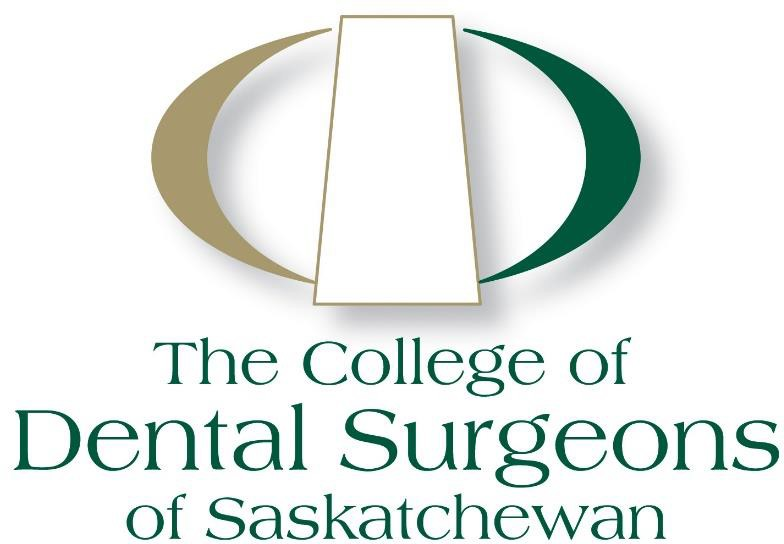 The College of
Dental Surgeons
of Saskatchewan